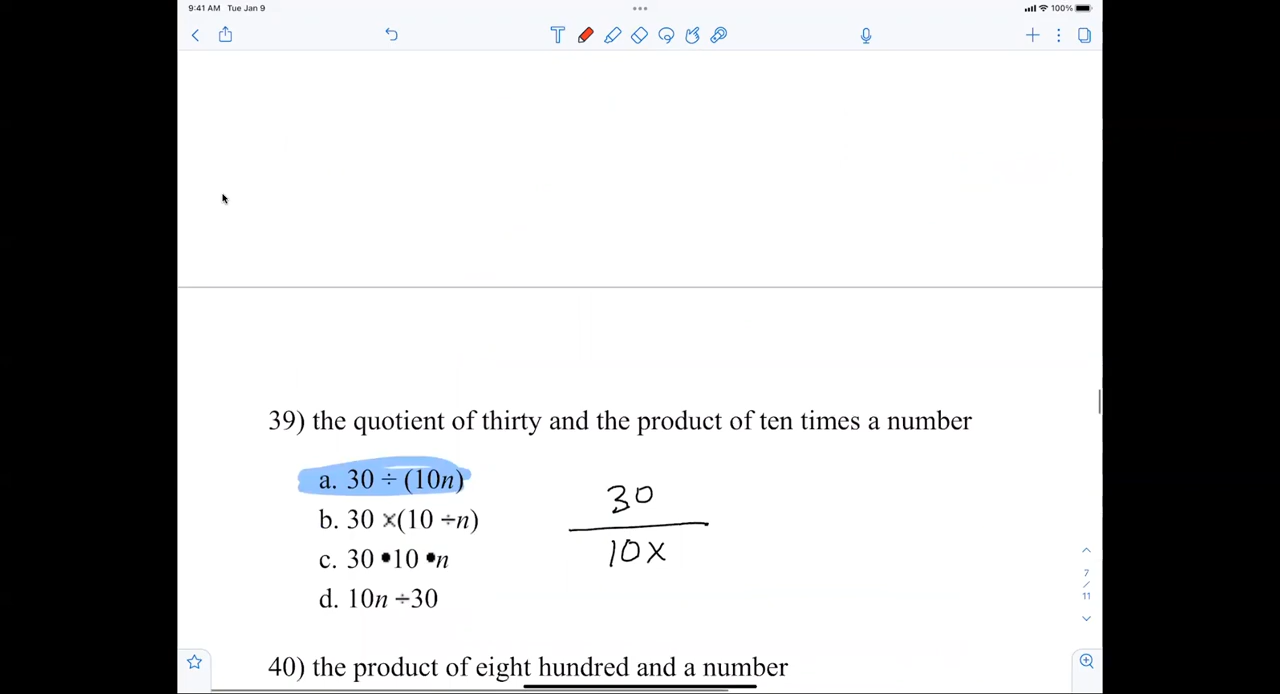 9:41 AM Tue Jan 9
100%
39) the quotient of thirty and the product of ten times a number
a. 30 ÷ (10n)
b. 30 ×(10 ÷n)
c. 30 •10 •n
d. 10n ÷30
30
10x
7
/
11
40) the product of eight hundred and a number